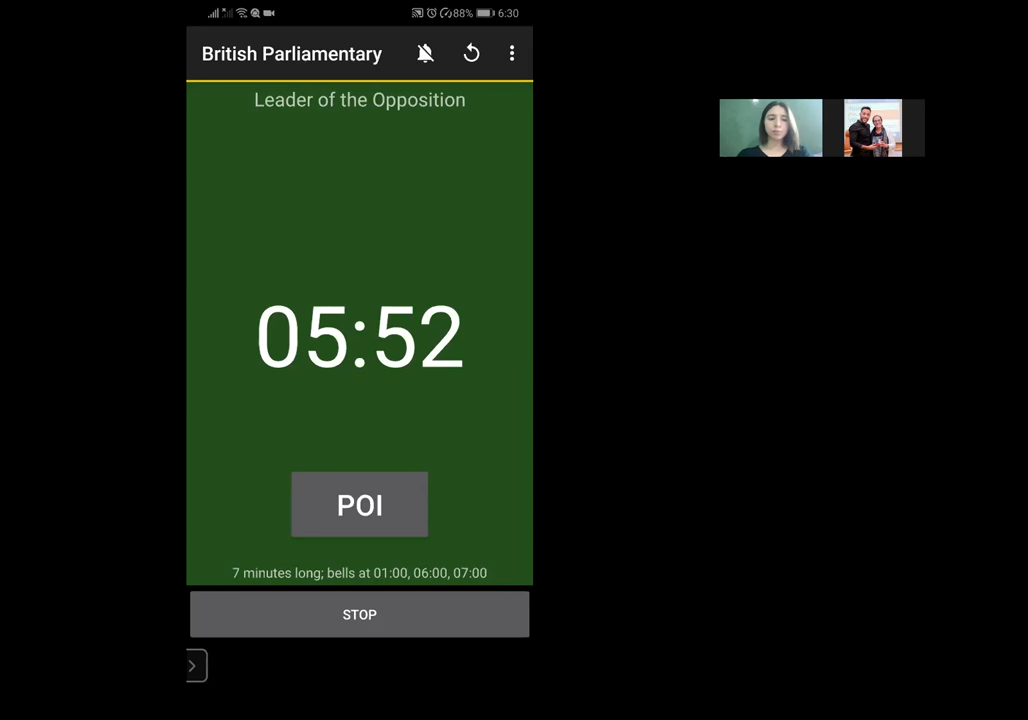 88% 6:30
British Parliamentary
Leader of the Opposition
05:52
POI
7 minutes long; bells at 01:00, 06:00, 07:00
STOP